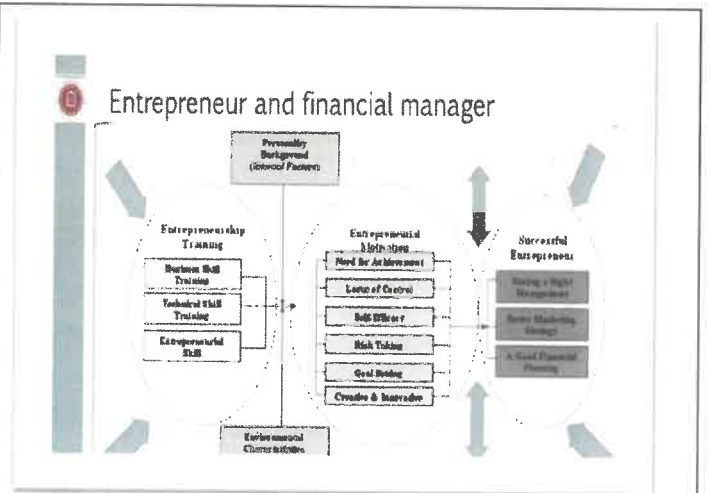 Entrepreneur and financial manager
Personality
Background
(Internal Factors)
Entrepreneurship
Training
Business Skill
Training
Technical Skill
Training
Entrepreneurial
Skill
Entrepreneurial
Motivation
Need for Achievement
Locus of Control
Self Efficacy
Risk Taking
Goal Setting
Creative & Innovative
Successful
Entrepreneur
Having a Right
Management
Better Marketing
Strategy
A Good Financial
Planning
Environmental
Characteristics